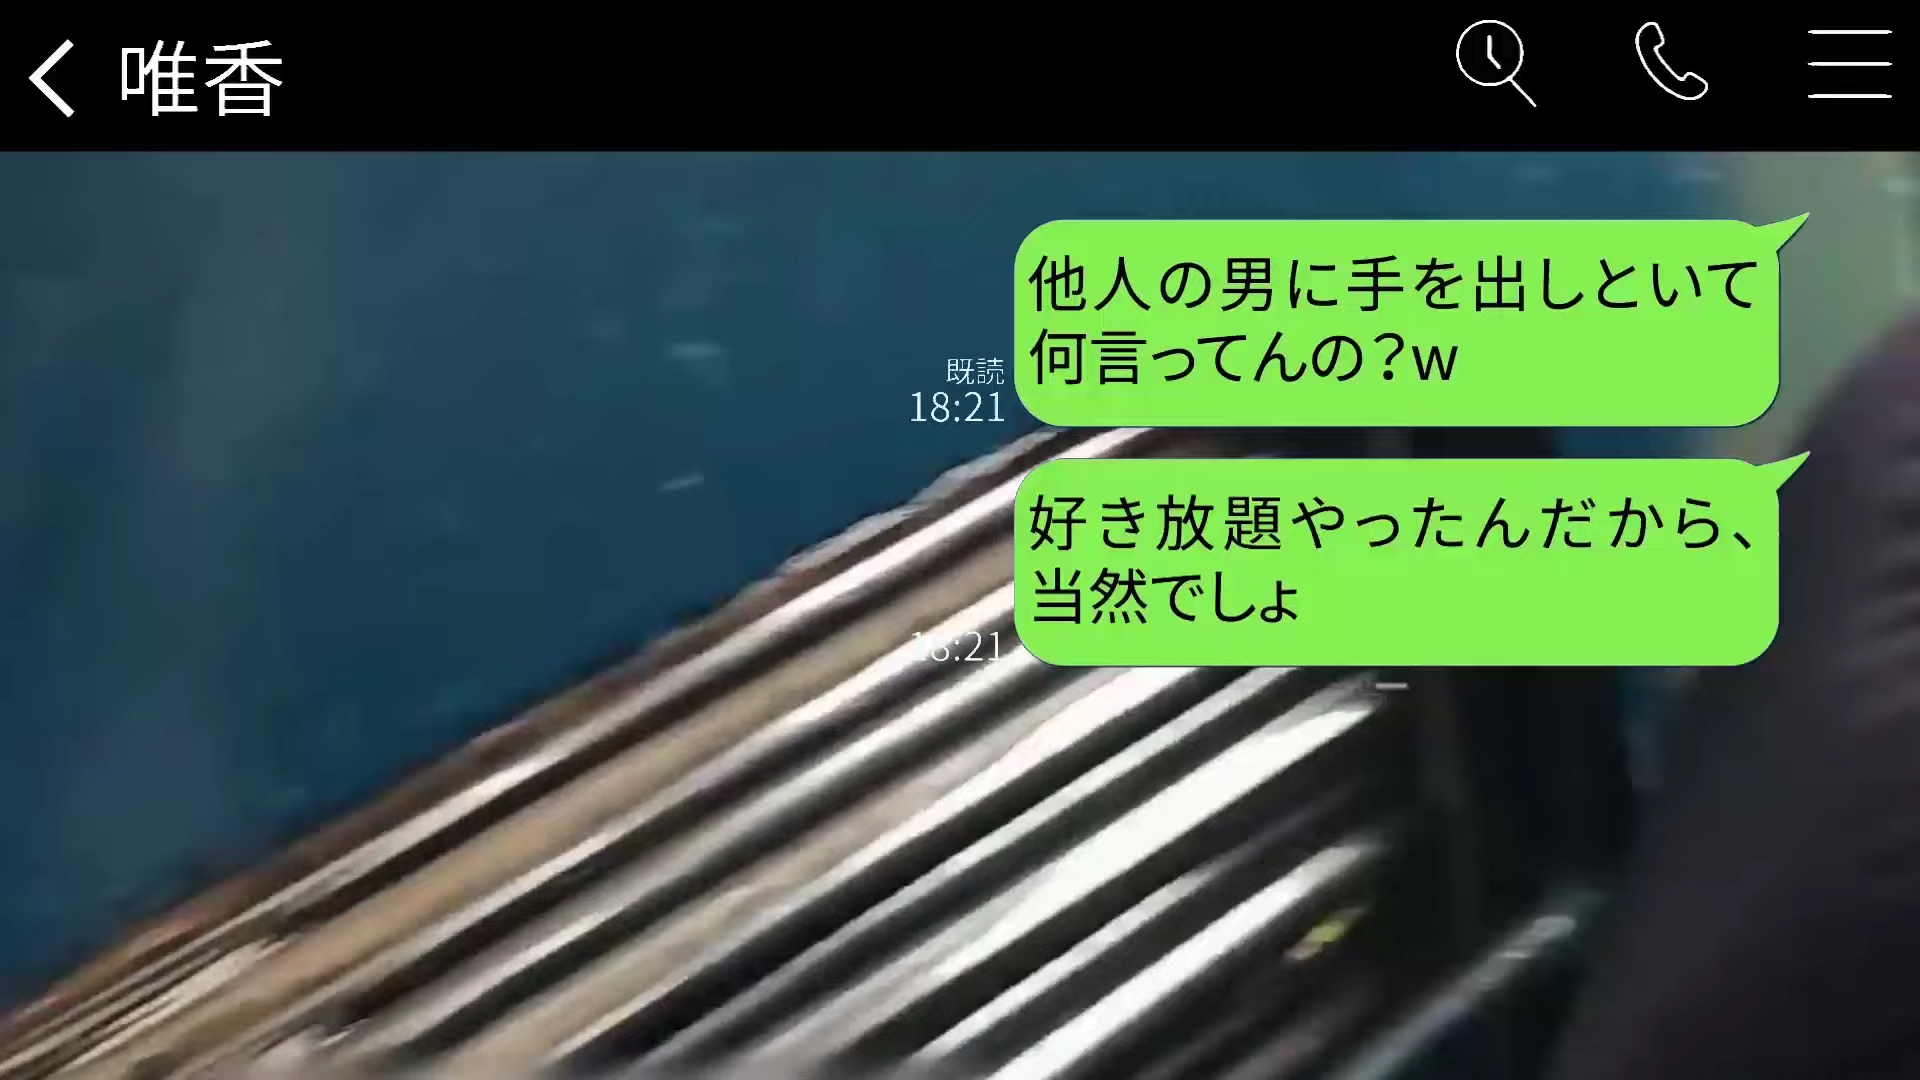 唯香
他人の男に手を出しといて
何言ってんの？w
既読
18:21
好き放題やったんだから、
当然でしょ
18:21